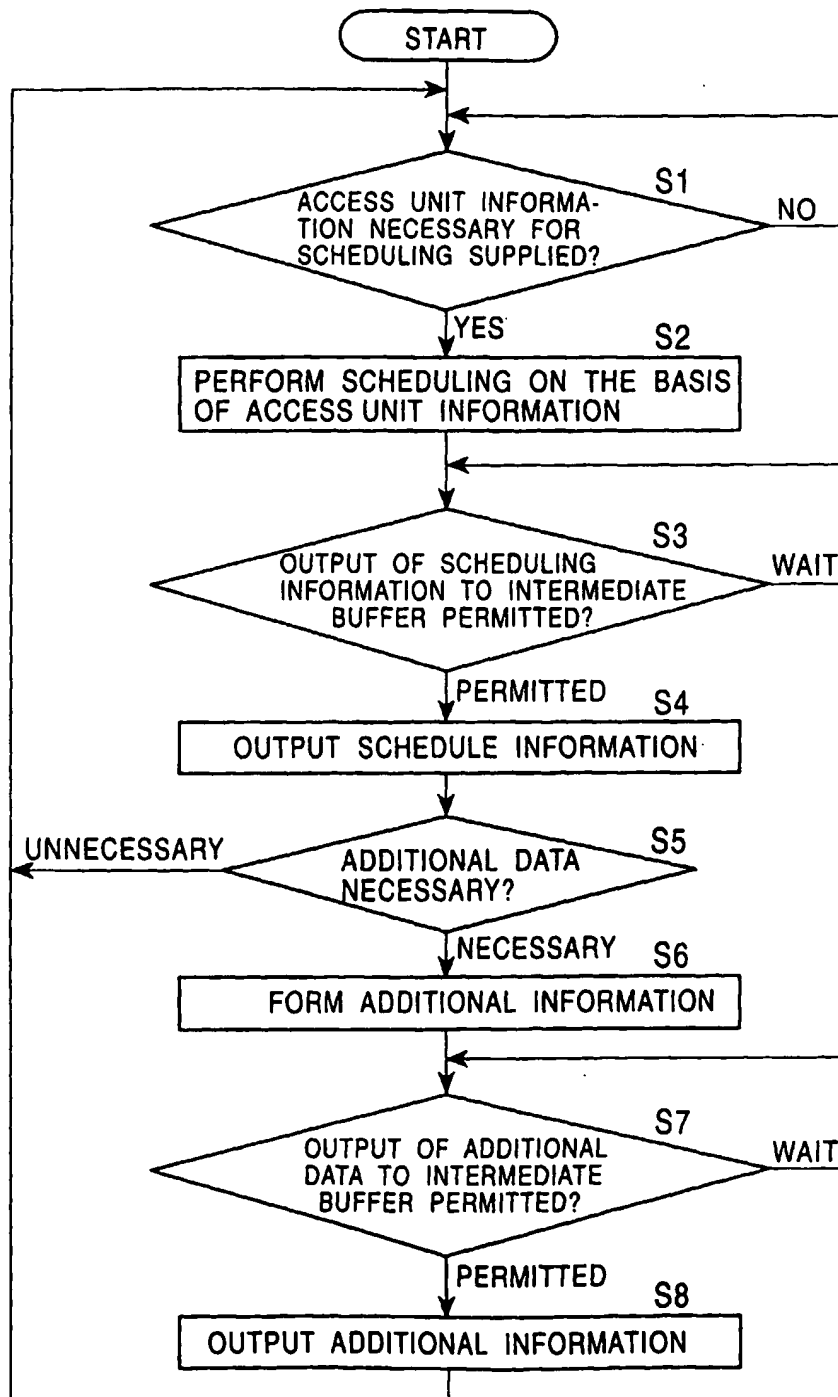 START
S1
ACCESS UNIT INFORMA-
TION NECESSARY FOR
SCHEDULING SUPPLIED?
NO
YES
S2
PERFORM SCHEDULING ON THE BASIS
OF ACCESS UNIT INFORMATION
S3
OUTPUT OF SCHEDULING
INFORMATION TO INTERMEDIATE
BUFFER PERMITTED?
WAIT
PERMITTED
S4
OUTPUT SCHEDULE INFORMATION
UNNECESSARY
S5
ADDITIONAL DATA
NECESSARY?
NECESSARY
S6
FORM ADDITIONAL INFORMATION
S7
OUTPUT OF ADDITIONAL
DATA TO INTERMEDIATE
BUFFER PERMITTED?
WAIT
PERMITTED
S8
OUTPUT ADDITIONAL INFORMATION